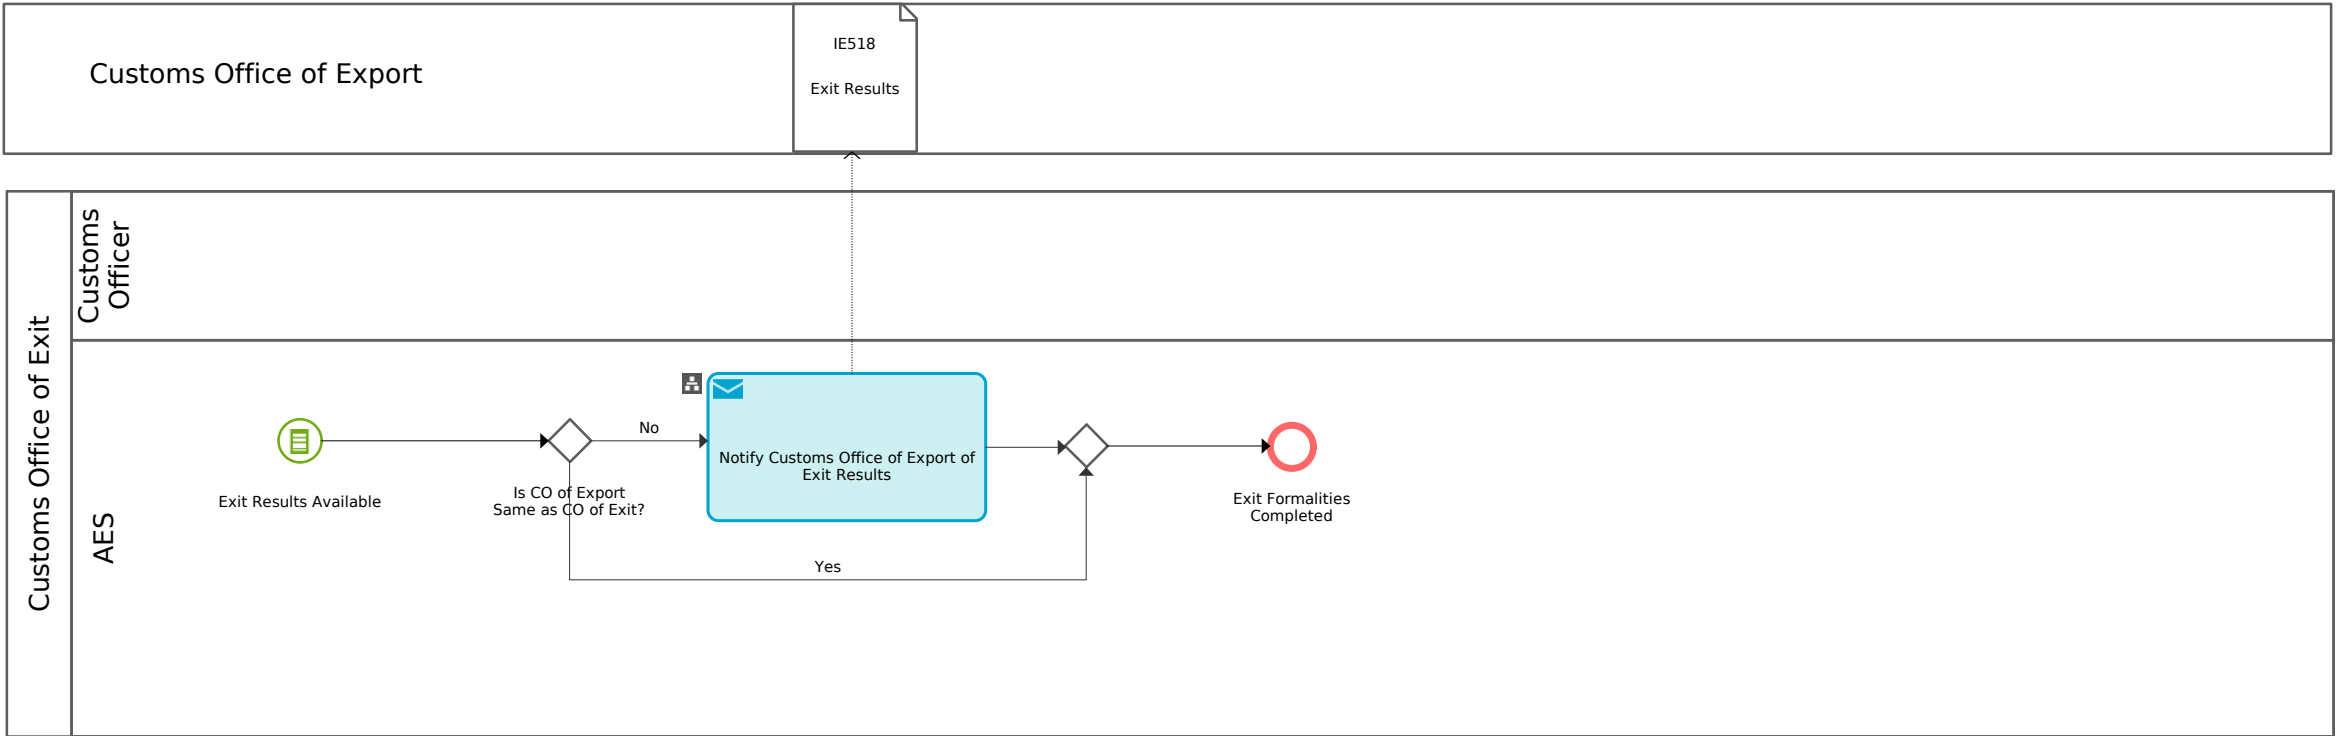 IE518
Customs Office of Export
Exit Results
Customs Office of Exit
Customs
Officer
AES
Exit Results Available
Is CO of Export
Same as CO of Exit?
No
Notify Customs Office of Export of
Exit Results
Yes
Exit Formalities
Completed